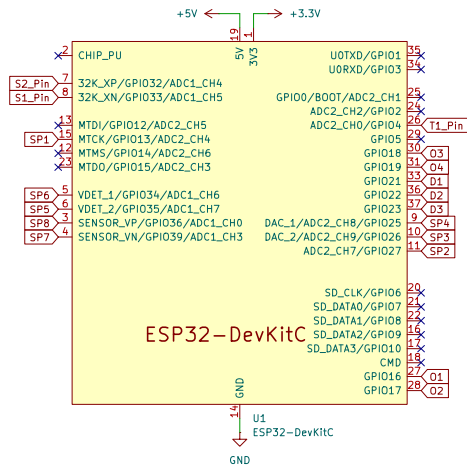 +5V +3.3V
19 1
5V 3V3
2 CHIP_PU U0TXD/GPIO1 35
U0RXD/GPIO3 34
S2_Pin 7 32K_XP/GPIO32/ADC1_CH4
S1_Pin 8 32K_XN/GPIO33/ADC1_CH5 GPIO0/BOOT/ADC2_CH1 25
ADC2_CH2/GPIO2 24
13 MTDI/GPIO12/ADC2_CH5 ADC2_CH0/GPIO4 26 T1_Pin
SP1 15 MTCK/GPIO13/ADC2_CH4 GPIO5 29
12 MTMS/GPIO14/ADC2_CH6 GPIO18 30 O3
23 MTDO/GPIO15/ADC2_CH3 GPIO19 31 O4
GPIO21 33 D1
SP6 5 VDET_1/GPIO34/ADC1_CH6 GPIO22 36 D2
SP5 6 VDET_2/GPIO35/ADC1_CH7 GPIO23 37 D3
SP8 3 SENSOR_VP/GPIO36/ADC1_CH0 DAC_1/ADC2_CH8/GPIO25 9 SP4
SP7 4 SENSOR_VN/GPIO39/ADC1_CH3 DAC_2/ADC2_CH9/GPIO26 10 SP3
ADC2_CH7/GPIO27 11 SP2
SD_CLK/GPIO6 20
SD_DATA0/GPIO7 21
SD_DATA1/GPIO8 22
ESP32-DevKitC SD_DATA2/GPIO9 16
SD_DATA3/GPIO10 17
CMD 18
GPIO16 27 O1
GPIO17 28 O2
GND
14 U1
ESP32-DevKitC
GND